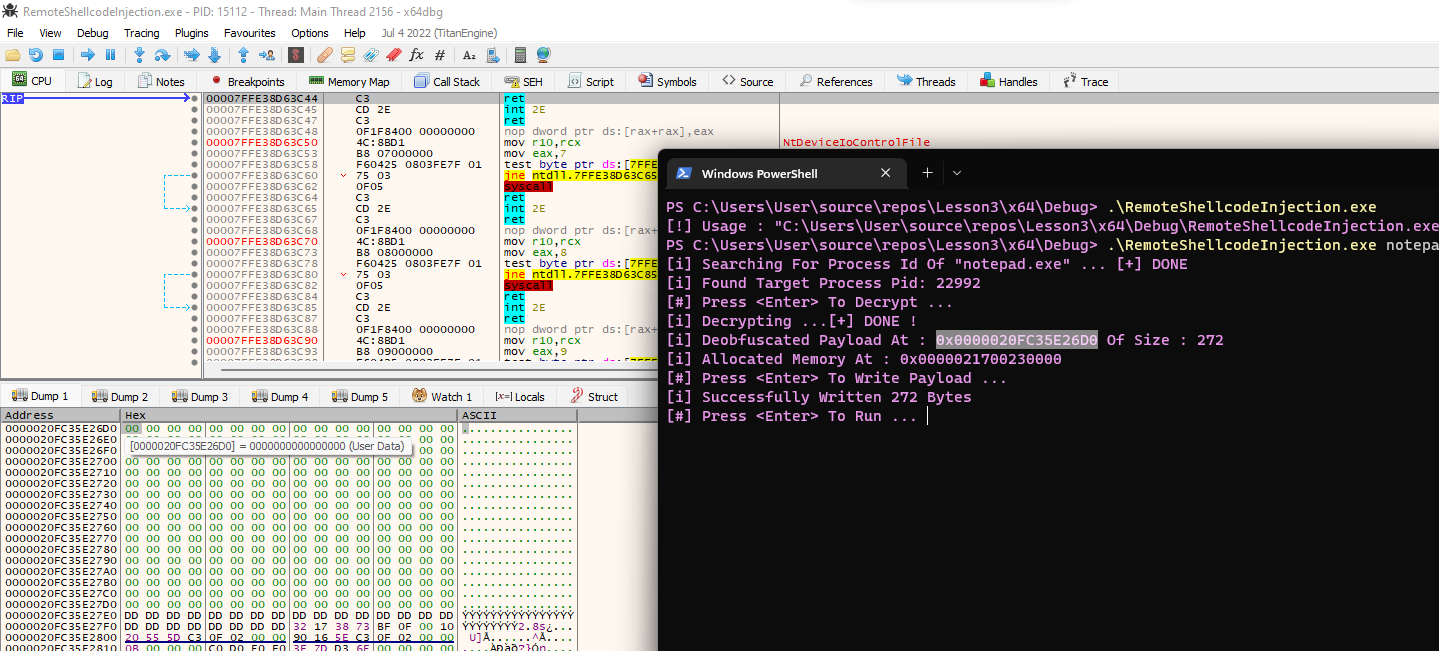 RemoteShellcodeInjection.exe - PID: 15112 - Thread: Main Thread 2156 - x64dbg
File View Debug Tracing Plugins Favourites Options Help Jul 4 2022 (TitanEngine)
CPU Log Notes Breakpoints Memory Map Call Stack SEH Script Symbols Source References Threads Handles Trace
RIP 00007FFE38D63C44 C3 ret
00007FFE38D63C45 CD 2E int 2E
00007FFE38D63C47 C3 ret
00007FFE38D63C48 0F1F8400 00000000 nop dword ptr ds:[rax+rax],eax
00007FFE38D63C50 4C:8BD1 mov r10,rcx NtDeviceIoControlFile
00007FFE38D63C53 B8 07000000 mov eax,7
00007FFE38D63C58 F60425 0803FE7F 01 test byte ptr ds:[7FFE
00007FFE38D63C60 75 03 jne ntdll.7FFE38D63C65
00007FFE38D63C62 0F05 syscall
00007FFE38D63C64 C3 ret
00007FFE38D63C65 CD 2E int 2E
00007FFE38D63C67 C3 ret
00007FFE38D63C68 0F1F8400 00000000 nop dword ptr ds:[rax+
00007FFE38D63C70 4C:8BD1 mov r10,rcx
00007FFE38D63C73 B8 08000000 mov eax,8
00007FFE38D63C78 F60425 0803FE7F 01 test byte ptr ds:[7FFE
00007FFE38D63C80 75 03 jne ntdll.7FFE38D63C85
00007FFE38D63C82 0F05 syscall
00007FFE38D63C84 C3 ret
00007FFE38D63C85 CD 2E int 2E
00007FFE38D63C87 C3 ret
00007FFE38D63C88 0F1F8400 00000000 nop dword ptr ds:[rax+
00007FFE38D63C90 4C:8BD1 mov r10,rcx
00007FFE38D63C93 B8 09000000 mov eax,9
Windows PowerShell
PS C:\Users\User\source\repos\Lesson3\x64\Debug> .\RemoteShellcodeInjection.exe
[!] Usage : "C:\Users\User\source\repos\Lesson3\x64\Debug\RemoteShellcodeInjection.exe
PS C:\Users\User\source\repos\Lesson3\x64\Debug> .\RemoteShellcodeInjection.exe notepa
[i] Searching For Process Id Of "notepad.exe" ... [+] DONE
[i] Found Target Process Pid: 22992
[#] Press <Enter> To Decrypt ...
[i] Decrypting ...[+] DONE !
[i] Deobfuscated Payload At : 0x0000020FC35E26D0 Of Size : 272
[i] Allocated Memory At : 0x0000021700230000
[#] Press <Enter> To Write Payload ...
[i] Successfully Written 272 Bytes
[#] Press <Enter> To Run ...
Dump 1 Dump 2 Dump 3 Dump 4 Dump 5 Watch 1 [x]=Locals Struct
Address Hex ASCII
0000020FC35E26D0 00 00 00 00 00 00 00 00 00 00 00 00 00 00 00 00 ................
0000020FC35E26E0
[0000020FC35E26D0] = 0000000000000000 (User Data)
0000020FC35E26F0
0000020FC35E2700 00 00 00 00 00 00 00 00 00 00 00 00 00 00 00 00 ................
0000020FC35E2710 00 00 00 00 00 00 00 00 00 00 00 00 00 00 00 00 ................
0000020FC35E2720 00 00 00 00 00 00 00 00 00 00 00 00 00 00 00 00 ................
0000020FC35E2730 00 00 00 00 00 00 00 00 00 00 00 00 00 00 00 00 ................
0000020FC35E2740 00 00 00 00 00 00 00 00 00 00 00 00 00 00 00 00 ................
0000020FC35E2750 00 00 00 00 00 00 00 00 00 00 00 00 00 00 00 00 ................
0000020FC35E2760 00 00 00 00 00 00 00 00 00 00 00 00 00 00 00 00 ................
0000020FC35E2770 00 00 00 00 00 00 00 00 00 00 00 00 00 00 00 00 ................
0000020FC35E2780 00 00 00 00 00 00 00 00 00 00 00 00 00 00 00 00 ................
0000020FC35E2790 00 00 00 00 00 00 00 00 00 00 00 00 00 00 00 00 ................
0000020FC35E27A0 00 00 00 00 00 00 00 00 00 00 00 00 00 00 00 00 ................
0000020FC35E27B0 00 00 00 00 00 00 00 00 00 00 00 00 00 00 00 00 ................
0000020FC35E27C0 00 00 00 00 00 00 00 00 00 00 00 00 00 00 00 00 ................
0000020FC35E27D0 00 00 00 00 00 00 00 00 00 00 00 00 00 00 00 00 ................
0000020FC35E27E0 DD DD DD DD DD DD DD DD DD DD DD DD DD DD DD DD ÝÝÝÝÝÝÝÝÝÝÝÝÝÝÝÝ
0000020FC35E27F0 DD DD DD DD DD DD DD DD 32 17 38 73 BF 0F 00 10 ÝÝÝÝÝÝÝÝ2.8s¿...
0000020FC35E2800 20 55 5D C3 0F 02 00 00 90 16 5E C3 0F 02 00 00 U]Ã......^Ã....
0000020FC35E2810